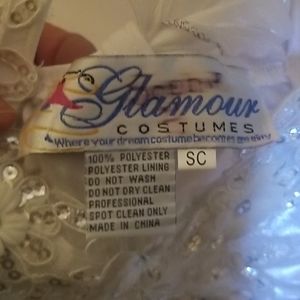 Glamour
COSTUMES
Where your dream costume becomes
100% POLYESTER
POLYESTER LINING
DO NOT WASH
DO NOT DRY CLEAN
PROFESSIONAL
SPOT CLEAN ONLY
MADE IN CHINA
SC